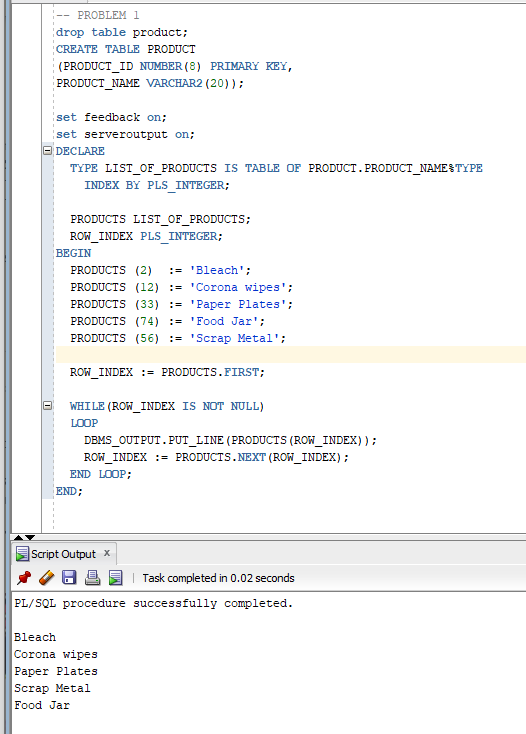 -- PROBLEM 1
drop table product;
CREATE TABLE PRODUCT
(PRODUCT_ID NUMBER(8) PRIMARY KEY,
PRODUCT_NAME VARCHAR2(20));
set feedback on;
set serveroutput on;
DECLARE
TYPE LIST_OF_PRODUCTS IS TABLE OF PRODUCT.PRODUCT_NAME%TYPE
INDEX BY PLS_INTEGER;
PRODUCTS LIST_OF_PRODUCTS;
ROW_INDEX PLS_INTEGER;
BEGIN
PRODUCTS (2)  := 'Bleach';
PRODUCTS (12) := 'Corona wipes';
PRODUCTS (33) := 'Paper Plates';
PRODUCTS (74) := 'Food Jar';
PRODUCTS (56) := 'Scrap Metal';
ROW_INDEX := PRODUCTS.FIRST;
WHILE(ROW_INDEX IS NOT NULL)
LOOP
DBMS_OUTPUT.PUT_LINE(PRODUCTS(ROW_INDEX));
ROW_INDEX := PRODUCTS.NEXT(ROW_INDEX);
END LOOP;
END;
Script Output x
Task completed in 0.02 seconds
PL/SQL procedure successfully completed.
Bleach
Corona wipes
Paper Plates
Scrap Metal
Food Jar